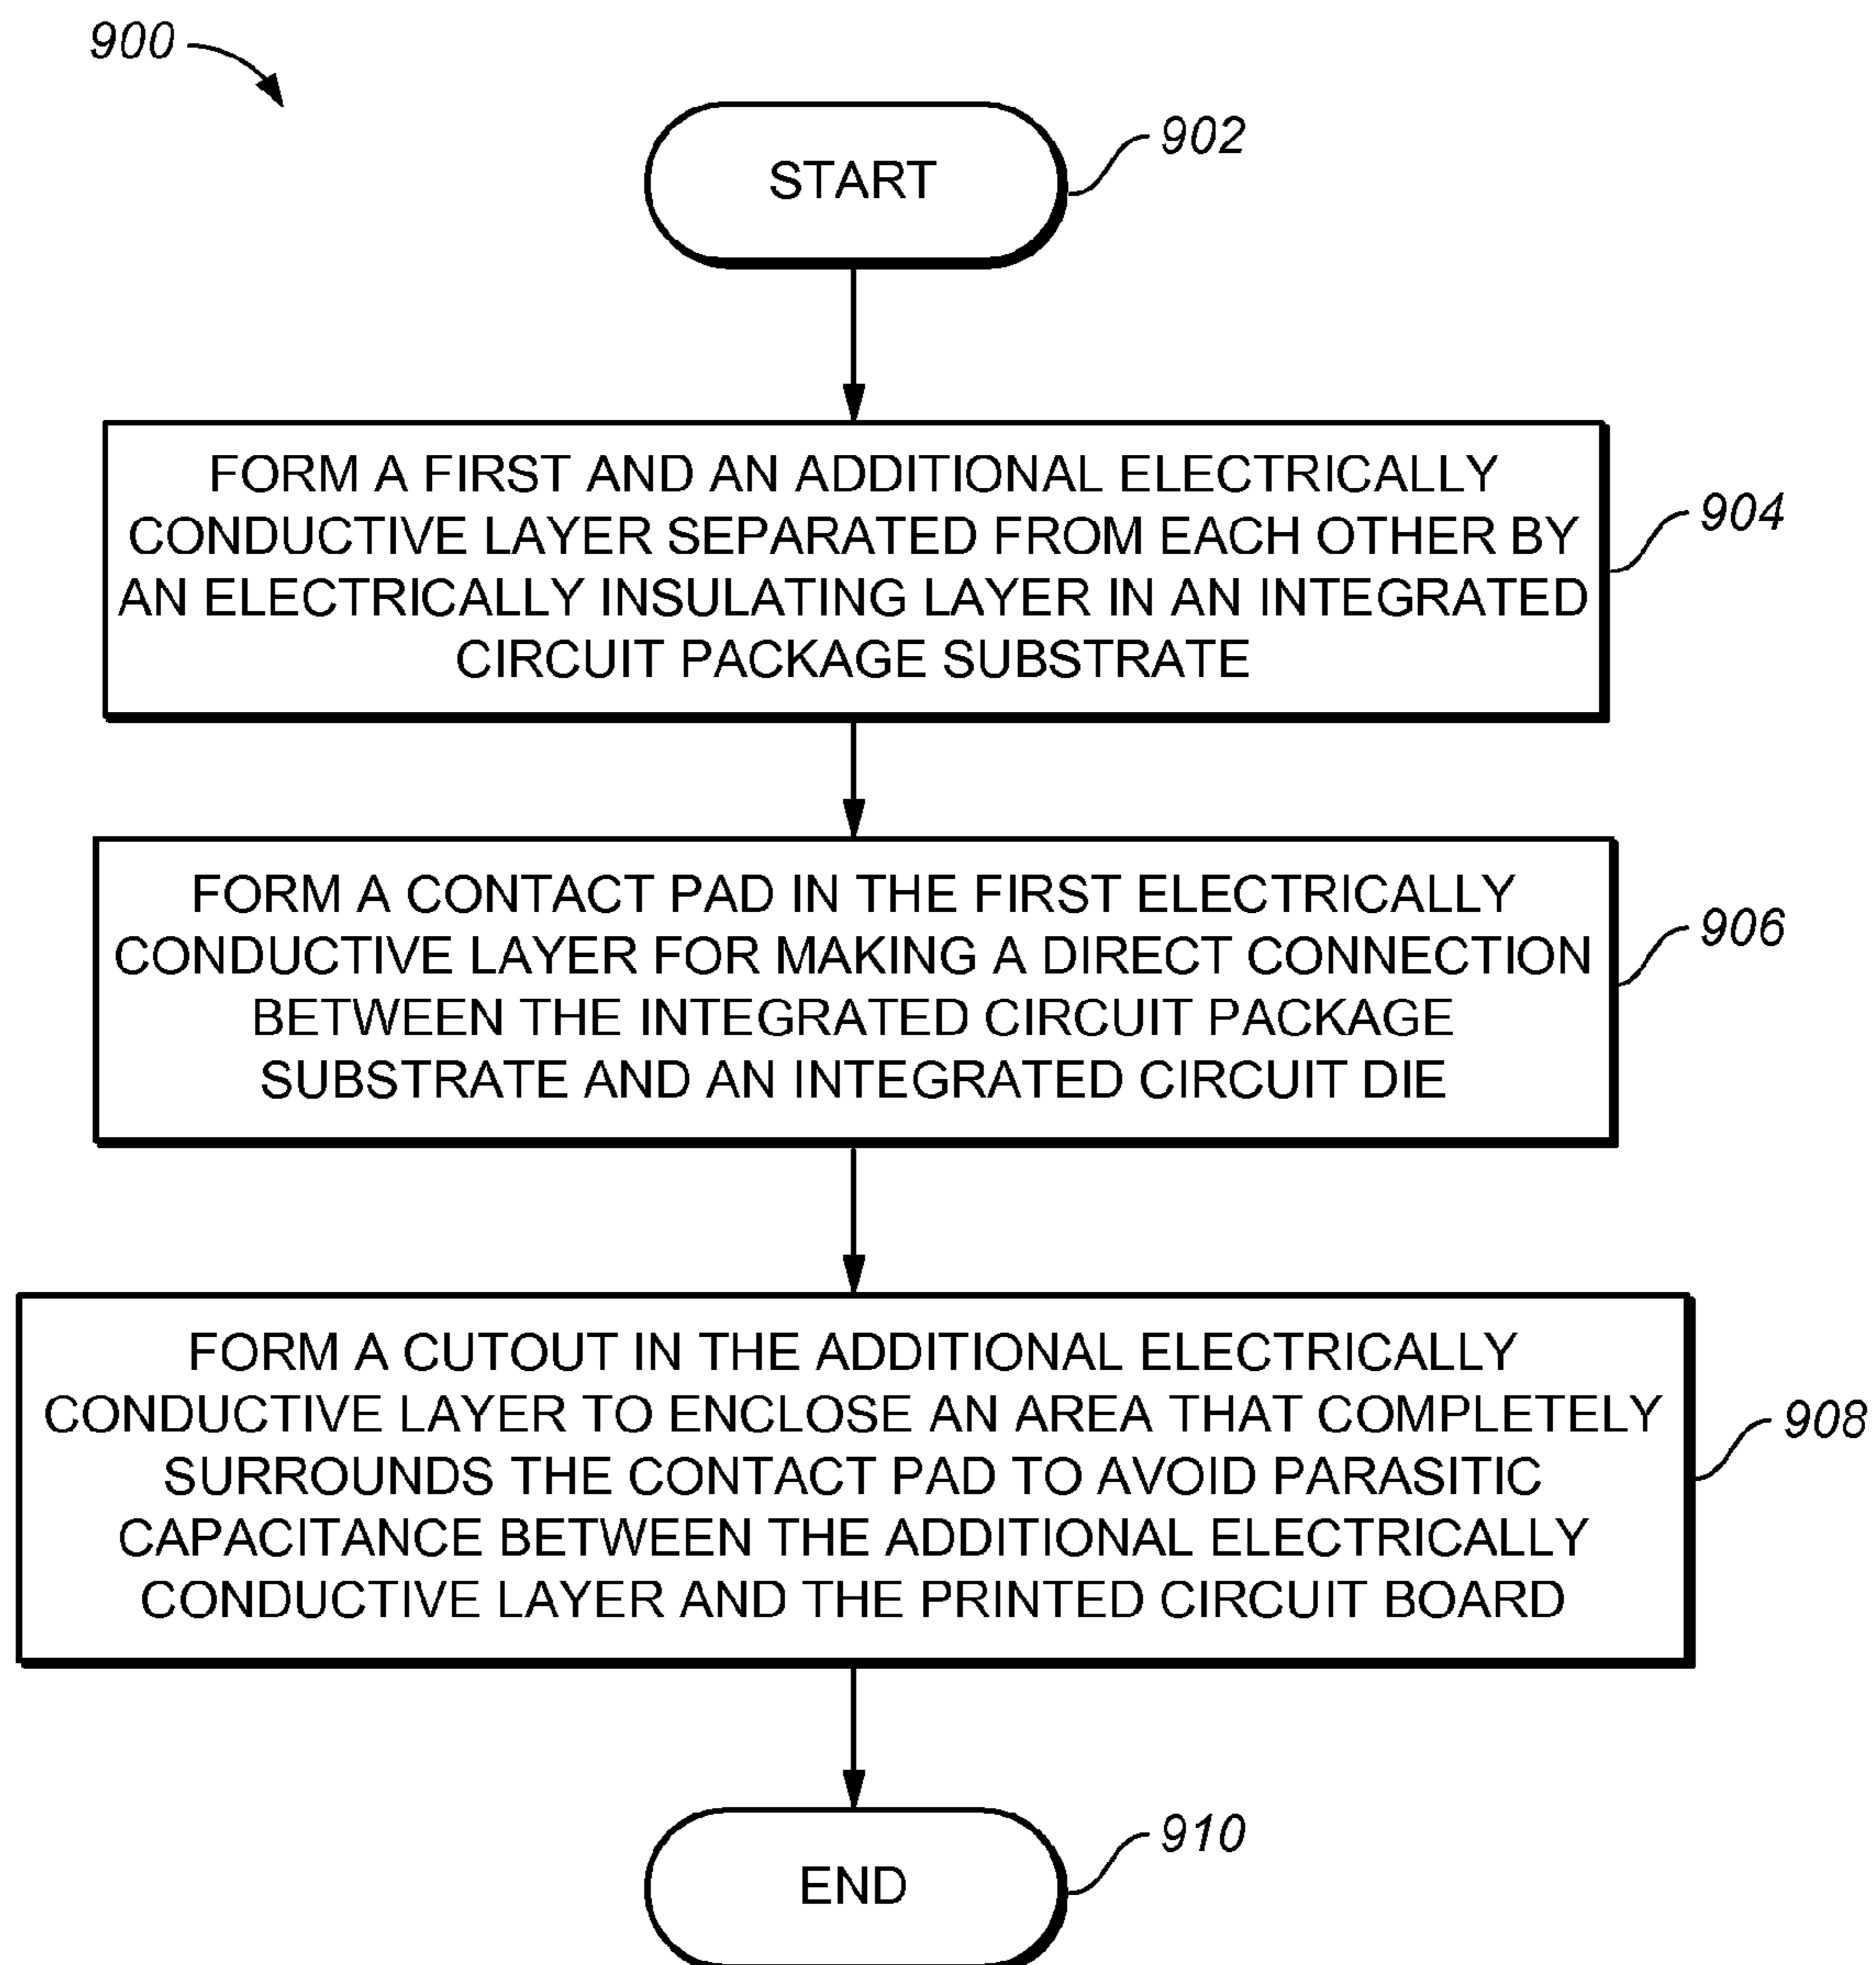 900
START
902
FORM A FIRST AND AN ADDITIONAL ELECTRICALLY
CONDUCTIVE LAYER SEPARATED FROM EACH OTHER BY
AN ELECTRICALLY INSULATING LAYER IN AN INTEGRATED
CIRCUIT PACKAGE SUBSTRATE
904
FORM A CONTACT PAD IN THE FIRST ELECTRICALLY
CONDUCTIVE LAYER FOR MAKING A DIRECT CONNECTION
BETWEEN THE INTEGRATED CIRCUIT PACKAGE
SUBSTRATE AND AN INTEGRATED CIRCUIT DIE
906
FORM A CUTOUT IN THE ADDITIONAL ELECTRICALLY
CONDUCTIVE LAYER TO ENCLOSE AN AREA THAT COMPLETELY
SURROUNDS THE CONTACT PAD TO AVOID PARASITIC
CAPACITANCE BETWEEN THE ADDITIONAL ELECTRICALLY
CONDUCTIVE LAYER AND THE PRINTED CIRCUIT BOARD
908
END
910